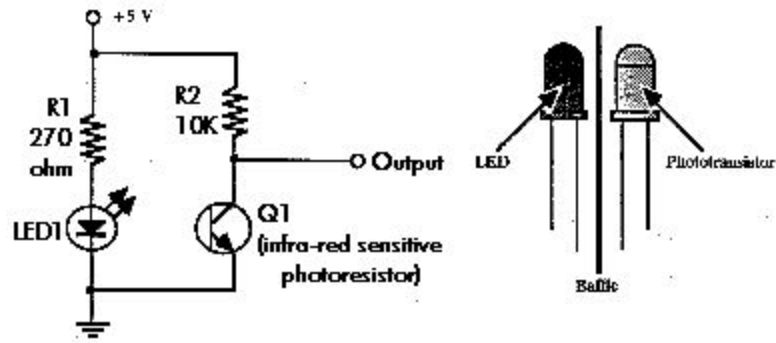 +5 V
R1
270
ohm
R2
10K
Output
LED1
Q1
(infra-red sensitive
photoresistor)
LED
Phototransistor
Baffle